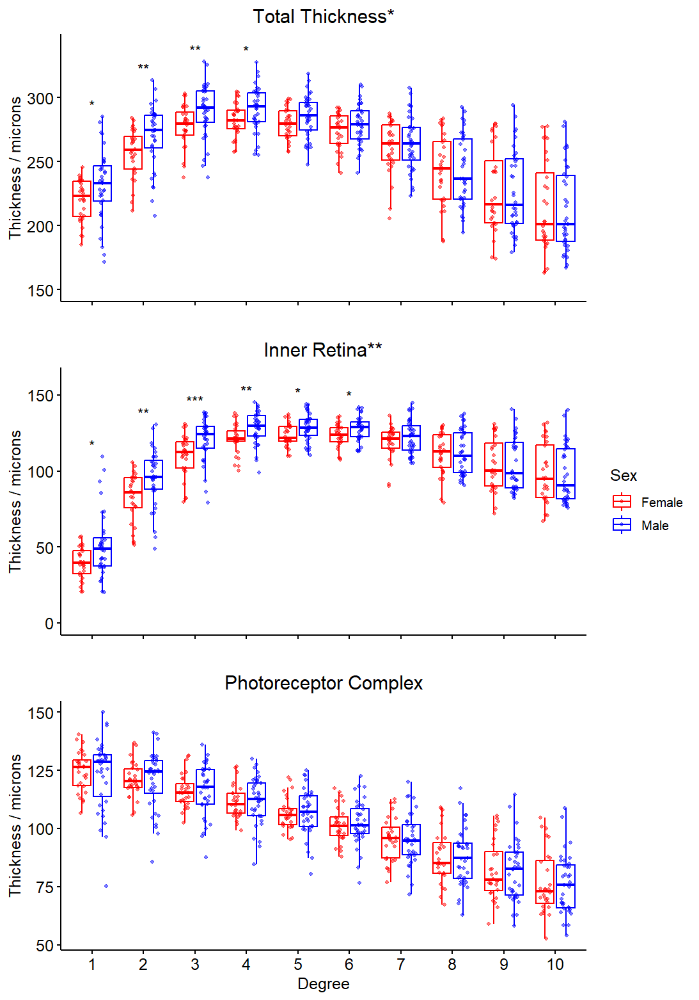 Total Thickness*
Thickness / microns
300
250
200
150
* ** ** *
Inner Retina**
Thickness / microns
150
100
50
0
* ** *** ** * *
Sex
Female
Male
Photoreceptor Complex
Thickness / microns
150
125
100
75
50
1 2 3 4 5 6 7 8 9 10
Degree